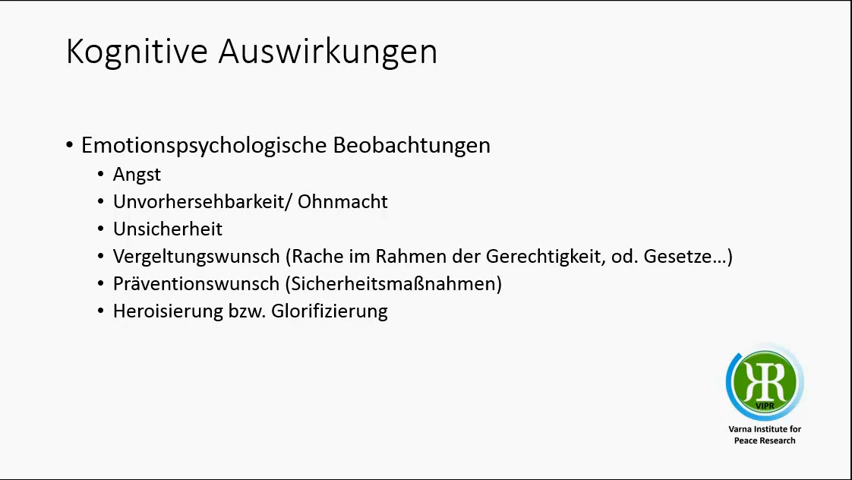 Kognitive Auswirkungen
• Emotionspsychologische Beobachtungen
• Angst
• Unvorhersehbarkeit/ Ohnmacht
• Unsicherheit
• Vergeltungswunsch (Rache im Rahmen der Gerechtigkeit, od. Gesetze...)
• Präventionswunsch (Sicherheitsmaßnahmen)
• Heroisierung bzw. Glorifizierung
VIPR
Varna Institute for
Peace Research